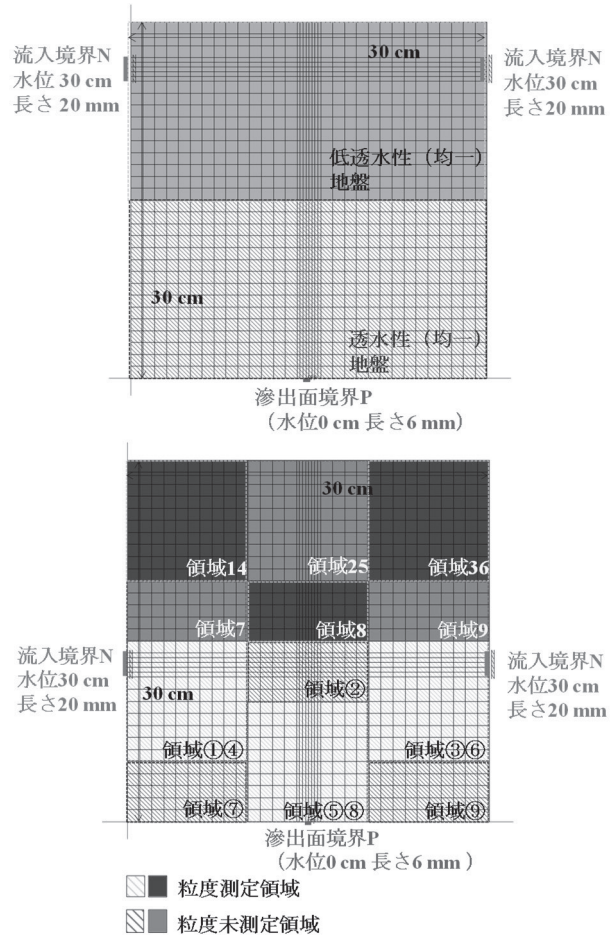 流入境界N
水位 30 cm
長さ 20 mm
30 cm
流入境界N
水位30 cm
長さ20 mm
低透水性（均一）
地盤
30 cm
透水性（均一）
地盤
滲出面境界P
（水位0 cm 長さ6 mm）
30 cm
領域14
領域25
領域36
領域7
領域8
領域9
流入境界N
水位30 cm
長さ20 mm
30 cm
領域②
流入境界N
水位30 cm
長さ20 mm
領域①④
領域③⑥
領域⑦
領域⑤⑧
領域⑨
滲出面境界P
（水位0 cm 長さ6 mm ）
粒度測定領域
粒度未測定領域